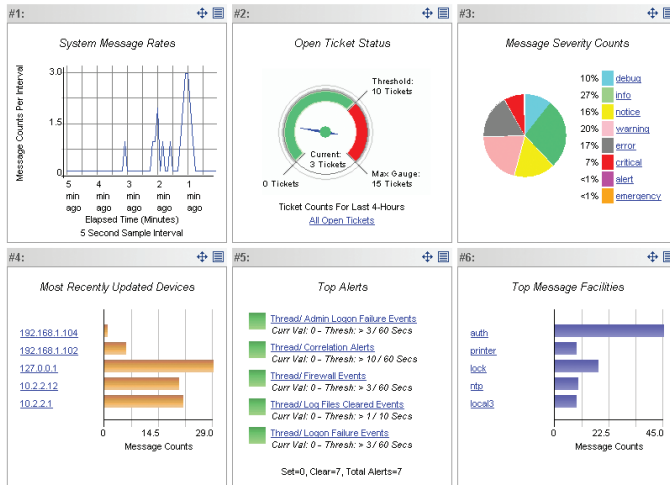 #1:
System Message Rates
Message Counts Per Interval
3.0
1.5
0
5 4 3 2 1
min min min min min
ago ago ago ago ago
Elapsed Time (Minutes)
5 Second Sample Interval
#2:
Open Ticket Status
Threshold:
10 Tickets
Current:
3 Tickets
0 Tickets
Max Gauge:
15 Tickets
Ticket Counts For Last 4-Hours
All Open Tickets
#3:
Message Severity Counts
10% debug
27% info
16% notice
20% warning
17% error
7% critical
<1% alert
<1% emergency
#4:
Most Recently Updated Devices
192.168.1.104
192.168.1.102
127.0.0.1
10.2.2.12
10.2.2.1
0 14.5 29.0
Message Counts
#5:
Top Alerts
Thread/ Admin Logon Failure Events
Curr Val: 0 - Thresh: > 3 / 60 Secs
Thread/ Correlation Alerts
Curr Val: 0 - Thresh: > 10 / 60 Secs
Thread/ Firewall Events
Curr Val: 0 - Thresh: > 3 / 60 Secs
Thread/ Log Files Cleared Events
Curr Val: 0 - Thresh: > 1 / 10 Secs
Thread/ Logon Failure Events
Curr Val: 0 - Thresh: > 3 / 60 Secs
Set=0, Clear=7, Total Alerts=7
#6:
Top Message Facilities
auth
printer
lock
ntp
local3
0 22.5 45.0
Message Counts